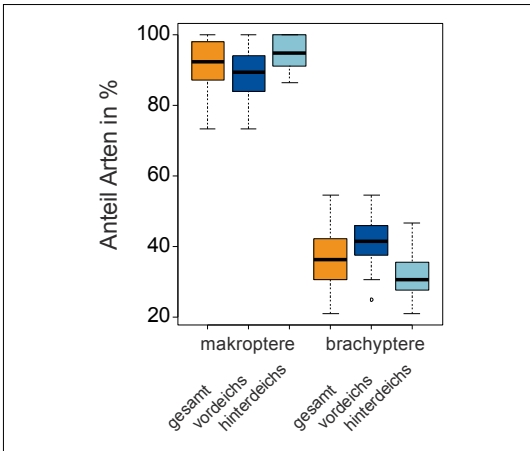 Anteil Arten in %
100
80
60
40
20
makroptere brachyptere
gesamt vordeichs hinterdeichs gesamt vordeichs hinterdeichs